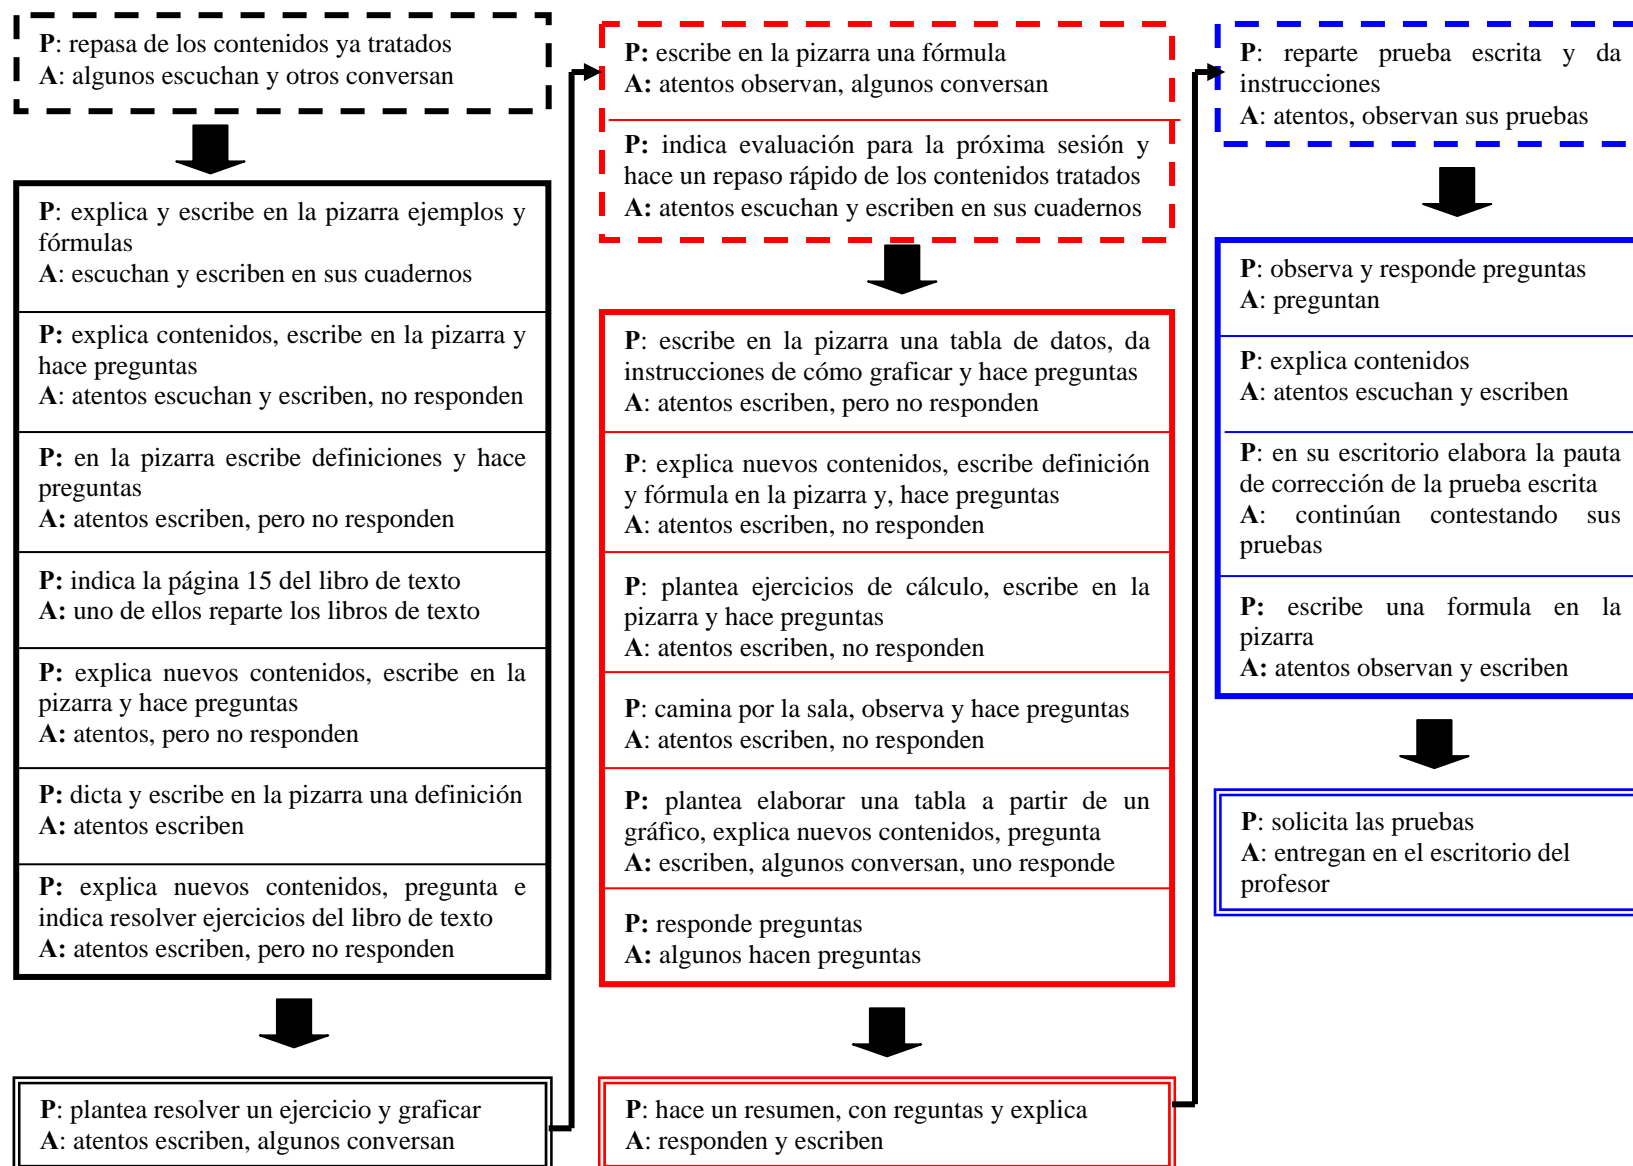 P: repasa de los contenidos ya tratados
A: algunos escuchan y otros conversan
P: explica y escribe en la pizarra ejemplos y
fórmulas
A: escuchan y escriben en sus cuadernos
P: explica contenidos, escribe en la pizarra y
hace preguntas
A: atentos escuchan y escriben, no responden
P: en la pizarra escribe definiciones y hace
preguntas
A: atentos escriben, pero no responden
P: indica la página 15 del libro de texto
A: uno de ellos reparte los libros de texto
P: explica nuevos contenidos, escribe en la
pizarra y hace preguntas
A: atentos, pero no responden
P: dicta y escribe en la pizarra una definición
A: atentos escriben
P: explica nuevos contenidos, pregunta e
indica resolver ejercicios del libro de texto
A: atentos escriben, pero no responden
P: plantea resolver un ejercicio y graficar
A: atentos escriben, algunos conversan
P: escribe en la pizarra una fórmula
A: atentos observan, algunos conversan
P: indica evaluación para la próxima sesión y
hace un repaso rápido de los contenidos tratados
A: atentos escuchan y escriben en sus cuadernos
P: escribe en la pizarra una tabla de datos, da
instrucciones de cómo graficar y hace preguntas
A: atentos escriben, pero no responden
P: explica nuevos contenidos, escribe definición
y fórmula en la pizarra y, hace preguntas
A: atentos escriben, no responden
P: plantea ejercicios de cálculo, escribe en la
pizarra y hace preguntas
A: atentos escriben, no responden
P: camina por la sala, observa y hace preguntas
A: atentos escriben, no responden
P: plantea elaborar una tabla a partir de un
gráfico, explica nuevos contenidos, pregunta
A: escriben, algunos conversan, uno responde
P: responde preguntas
A: algunos hacen preguntas
P: hace un resumen, con reguntas y explica
A: responden y escriben
P: reparte prueba escrita y da
instrucciones
A: atentos, observan sus pruebas
P: observa y responde preguntas
A: preguntan
P: explica contenidos
A: atentos escuchan y escriben
P: en su escritorio elabora la pauta
de corrección de la prueba escrita
A: continúan contestando sus
pruebas
P: escribe una formula en la
pizarra
A: atentos observan y escriben
P: solicita las pruebas
A: entregan en el escritorio del
profesor